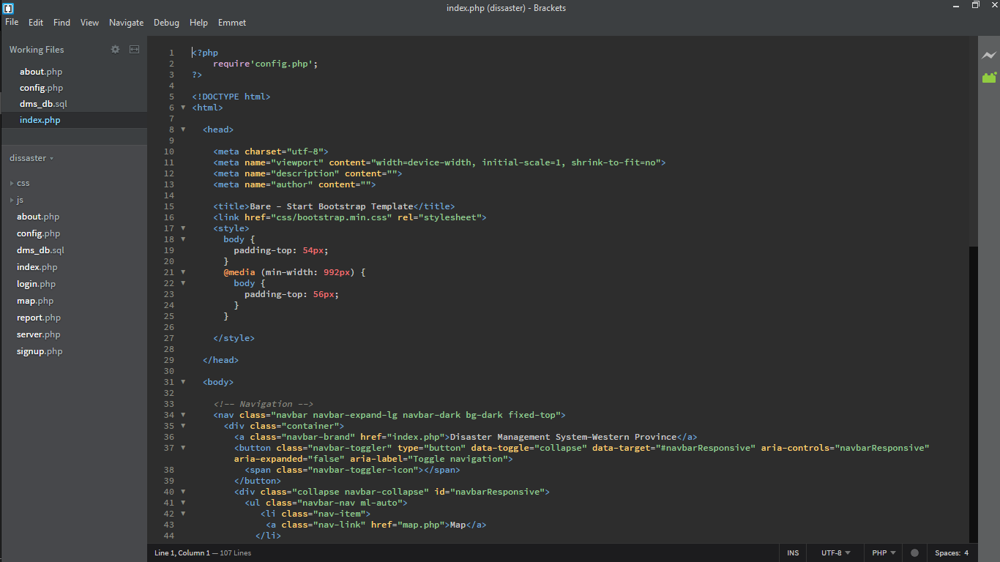 index.php (dissaster) - Brackets
File Edit Find View Navigate Debug Help Emmet
Working Files
about.php
config.php
dms_db.sql
index.php
dissaster
css
js
about.php
config.php
dms_db.sql
index.php
login.php
map.php
report.php
server.php
signup.php
1 <?php
2     require'config.php';
3 ?>
4
5 <!DOCTYPE html>
6 <html>
7
8   <head>
9
10     <meta charset="utf-8">
11     <meta name="viewport" content="width=device-width, initial-scale=1, shrink-to-fit=no">
12     <meta name="description" content="">
13     <meta name="author" content="">
14
15     <title>Bare - Start Bootstrap Template</title>
16     <link href="css/bootstrap.min.css" rel="stylesheet">
17     <style>
18       body {
19         padding-top: 54px;
20       }
21       @media (min-width: 992px) {
22         body {
23           padding-top: 56px;
24         }
25       }
26
27     </style>
28
29   </head>
30
31   <body>
32
33     <!-- Navigation -->
34     <nav class="navbar navbar-expand-lg navbar-dark bg-dark fixed-top">
35       <div class="container">
36         <a class="navbar-brand" href="index.php">Disaster Management System-Western Province</a>
37         <button class="navbar-toggler" type="button" data-toggle="collapse" data-target="#navbarResponsive" aria-controls="navbarResponsive"
        aria-expanded="false" aria-label="Toggle navigation">
38           <span class="navbar-toggler-icon"></span>
39         </button>
40         <div class="collapse navbar-collapse" id="navbarResponsive">
41           <ul class="navbar-nav ml-auto">
42              <li class="nav-item">
43               <a class="nav-link" href="map.php">Map</a>
44             </li>
Line 1, Column 1 — 107 Lines
INS UTF-8 PHP Spaces: 4